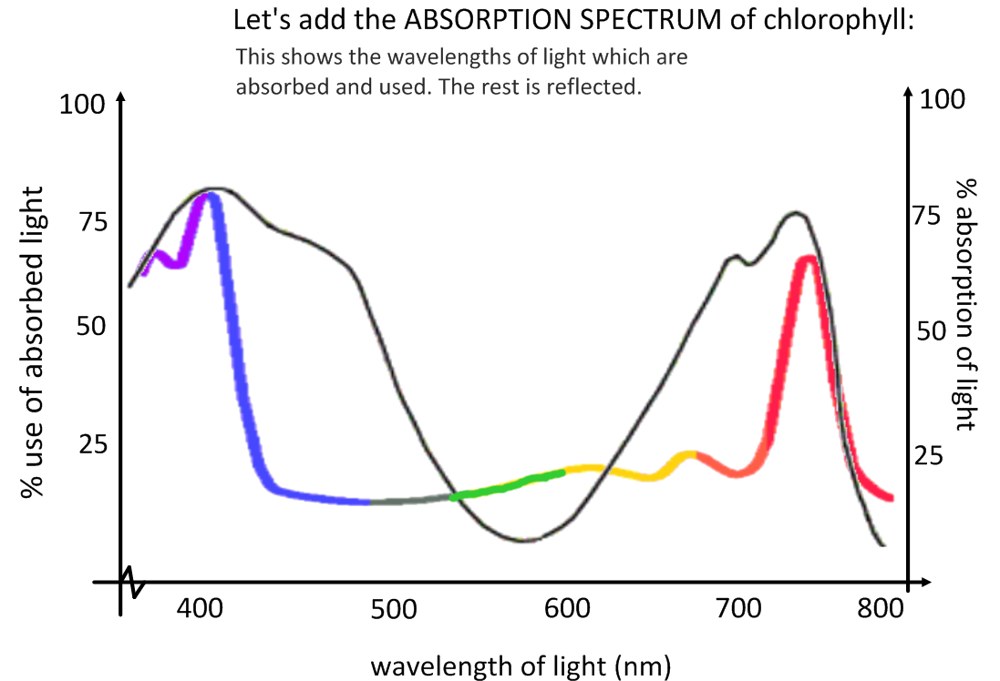 Let's add the ABSORPTION SPECTRUM of chlorophyll:
This shows the wavelengths of light which are
absorbed and used. The rest is reflected.
100
75
50
25
% use of absorbed light
100
75
50
25
% absorption of light
400 500 600 700 800
wavelength of light (nm)